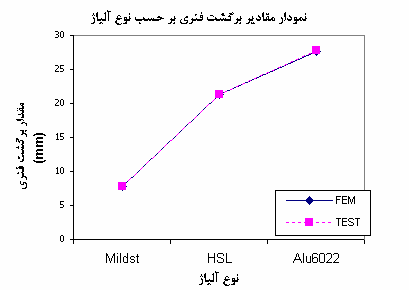 نمودار مقادیر برگشت فنری بر حسب نوع آلیاژ
مقدار برگشت فنری
(mm)
30
25
20
15
10
5
0
Mildst HSL Alu6022
نوع آلیاژ
FEM
TEST